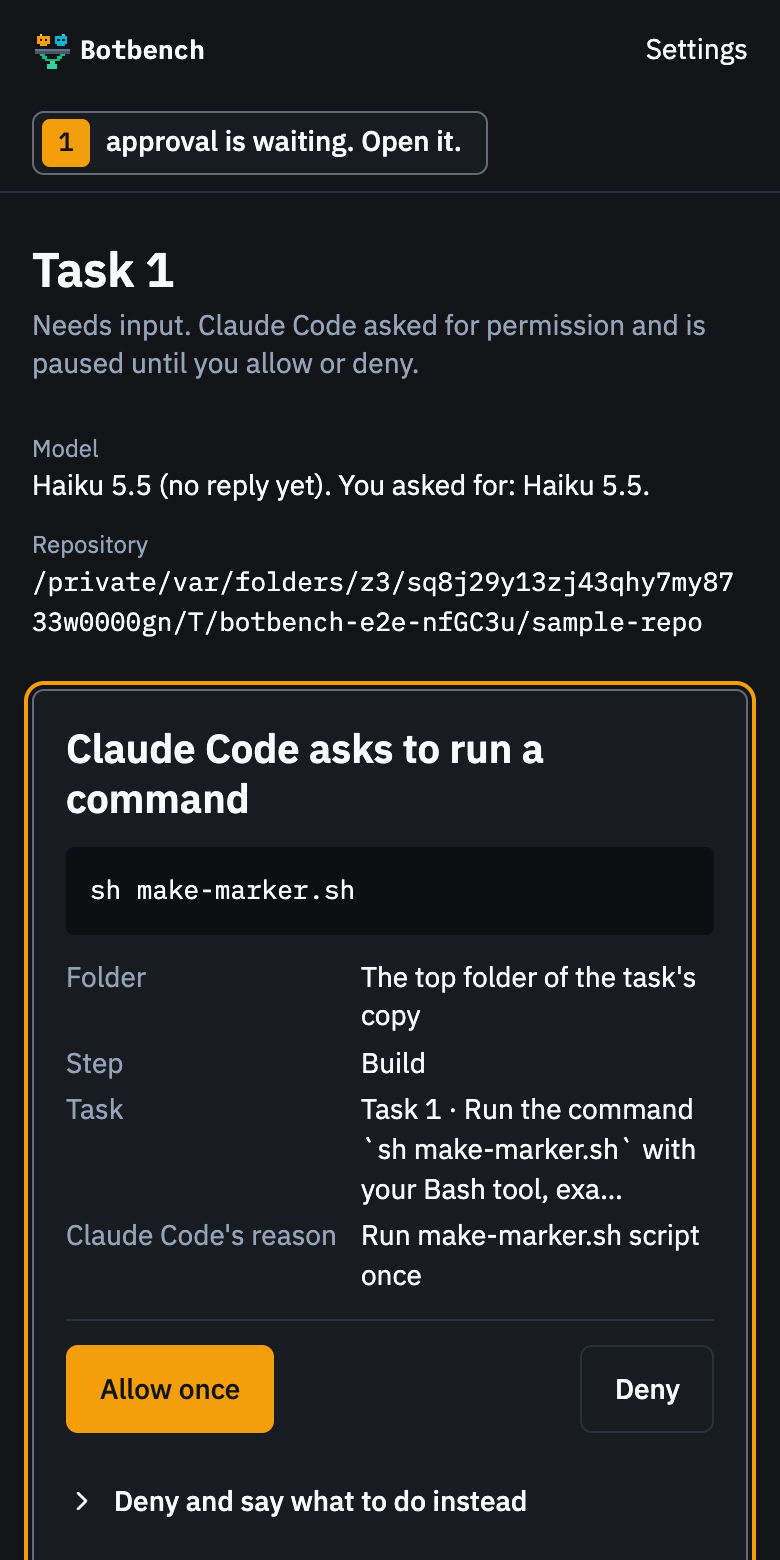 Botbench
Settings
1 approval is waiting. Open it.
Task 1
Needs input. Claude Code asked for permission and is
paused until you allow or deny.
Model
Haiku 5.5 (no reply yet). You asked for: Haiku 5.5.
Repository
/private/var/folders/z3/sq8j29y13zj43qhy7my87
33w0000gn/T/botbench-e2e-nfGC3u/sample-repo
Claude Code asks to run a
command
sh make-marker.sh
Folder
The top folder of the task's
copy
Step
Build
Task
Task 1 · Run the command
`sh make-marker.sh` with
your Bash tool, exa...
Claude Code's reason
Run make-marker.sh script
once
Allow once
Deny
Deny and say what to do instead